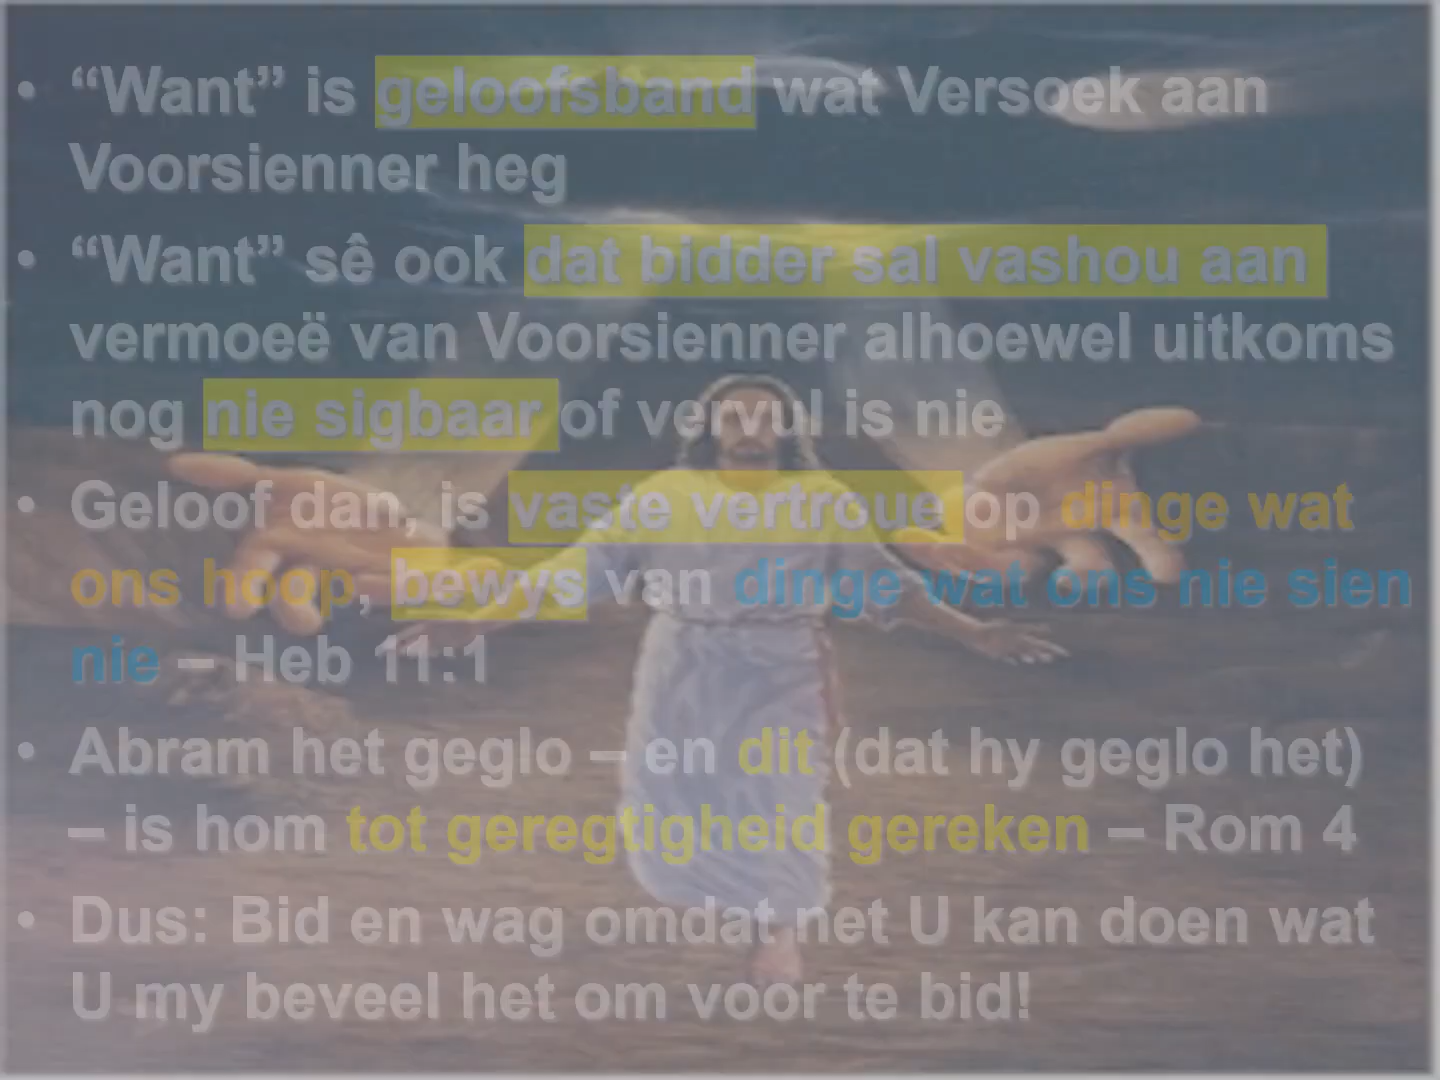 • “Want” is geloofsband wat Versoek aan
Voorsienner heg
• “Want” sê ook dat bidder sal vashou aan
vermoeë van Voorsienner alhoewel uitkoms
nog nie sigbaar of vervul is nie
• Geloof dan, is vaste vertroue op dinge wat
ons hoop, bewys van dinge wat ons nie sien
nie – Heb 11:1
• Abram het geglo – en dit (dat hy geglo het)
– is hom tot geregtigheid gereken – Rom 4
• Dus: Bid en wag omdat net U kan doen wat
U my beveel het om voor te bid!